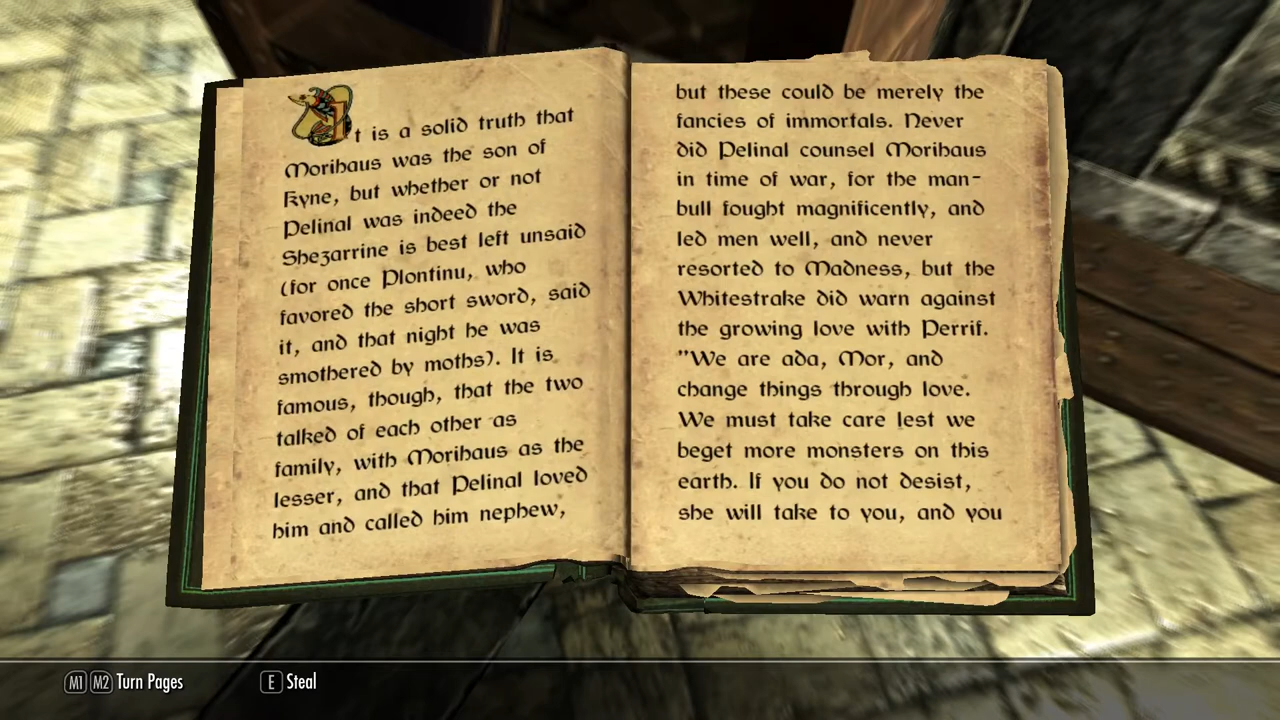 It is a solid truth that
Morihaus was the son of
Kyne, but whether or not
Pelinal was indeed the
Shezarrine is best left unsaid
(for once Plontinu, who
favored the short sword, said
it, and that night he was
smothered by moths). It is
famous, though, that the two
talked of each other as
family, with Morihaus as the
lesser, and that Pelinal loved
him and called him nephew,
but these could be merely the
fancies of immortals. Never
did Pelinal counsel Morihaus
in time of war, for the man-
bull fought magnificently, and
led men well, and never
resorted to Madness, but the
Whitestrake did warn against
the growing love with Perrif.
"We are ada, Mor, and
change things through love.
We must take care lest we
beget more monsters on this
earth. If you do not desist,
she will take to you, and you
M1 M2 Turn Pages
E Steal